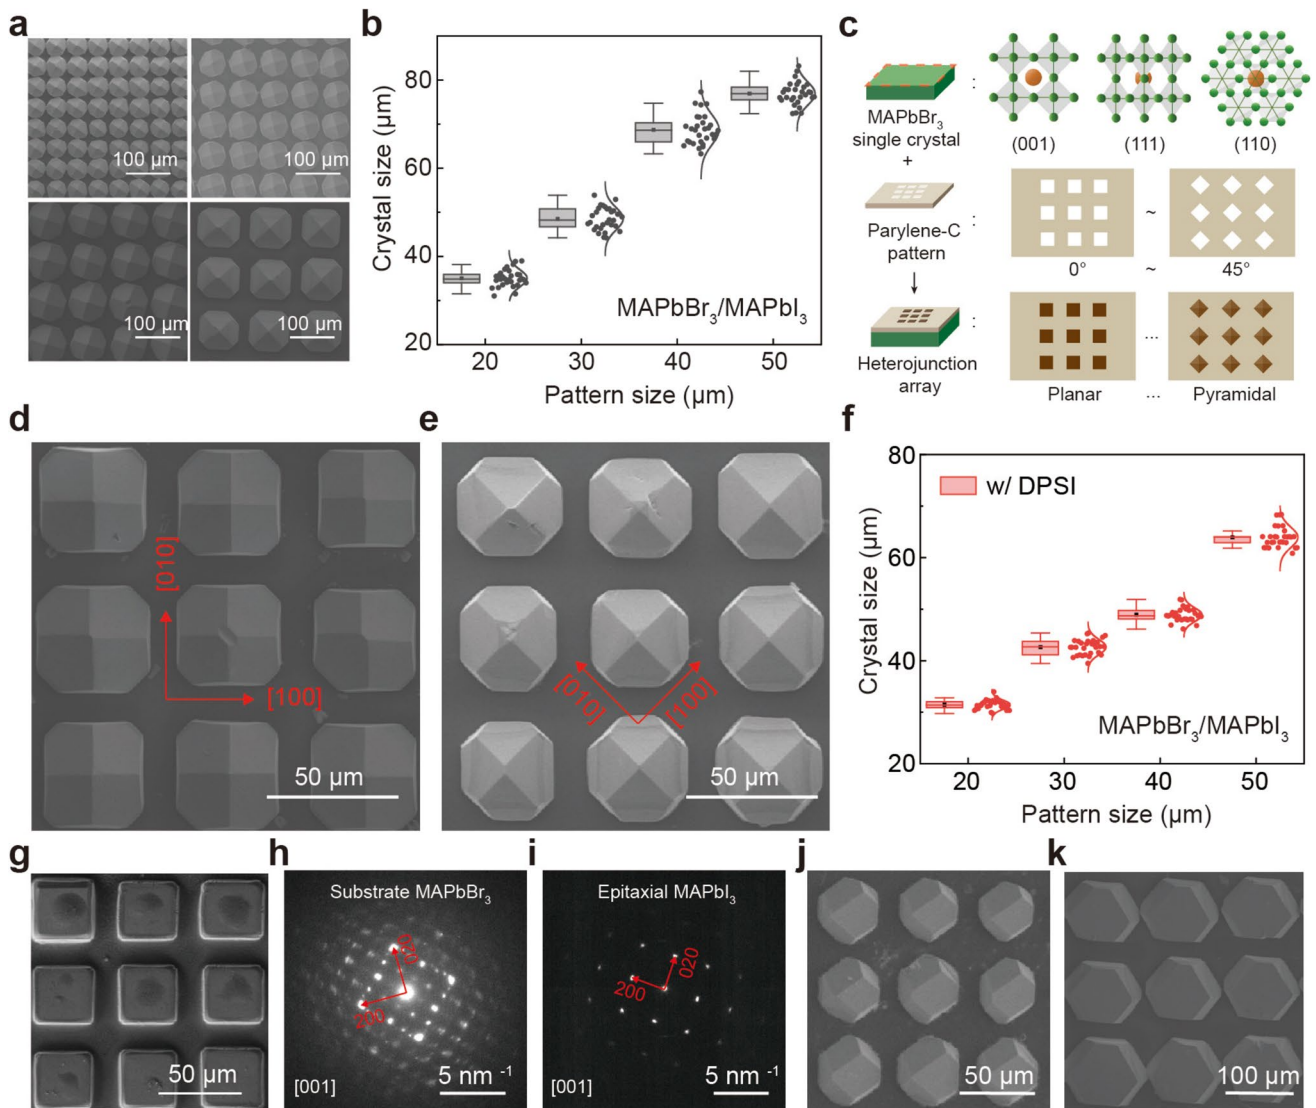 a
100 µm
100 µm
100 µm
100 µm
b
Crystal size (µm)
80
60
40
20
MAPbBr3/MAPbI3
20
30
40
50
Pattern size (µm)
c
MAPbBr3
single crystal
+
:
(001)
(111)
(110)
Parylene-C
pattern
:
~
0°
~
45°
Heterojunction
array
:
...
Planar
...
Pyramidal
d
[010]
[100]
50 µm
e
[010]
[100]
50 µm
f
Crystal size (µm)
80
60
40
20
w/ DPSI
MAPbBr3/MAPbI3
20
30
40
50
Pattern size (µm)
g
50 µm
h
Substrate MAPbBr3
020
200
[001]
5 nm -1
i
Epitaxial MAPbI3
020
200
[001]
5 nm -1
j
50 µm
k
100 µm